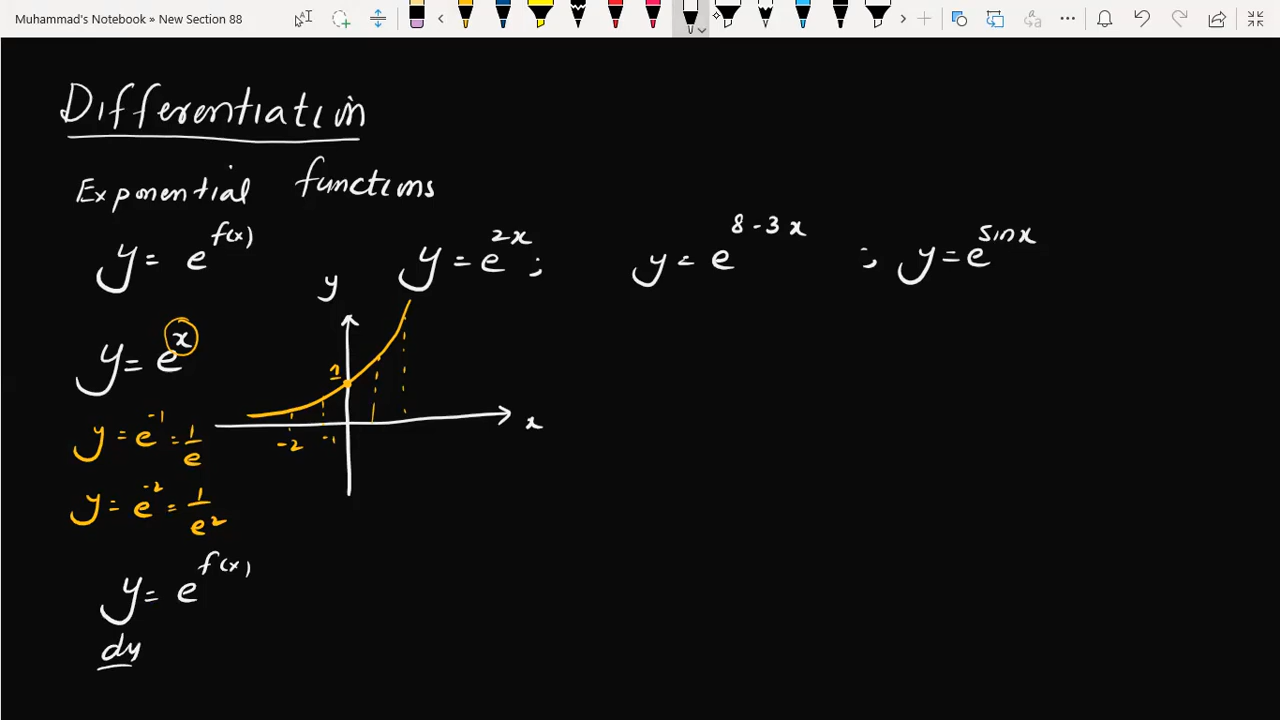 Muhammad's Notebook » New Section 88
Differentiation
Exponential functions
y = e^{f(x)} y = e^{2x} ; y = e^{8-3x} ; y = e^{sin x}
y
y = e^x
1
x
y = e^{-1} = 1/e
-2 -1
y = e^{-2} = 1/e^2
y = e^{f(x)}
dy